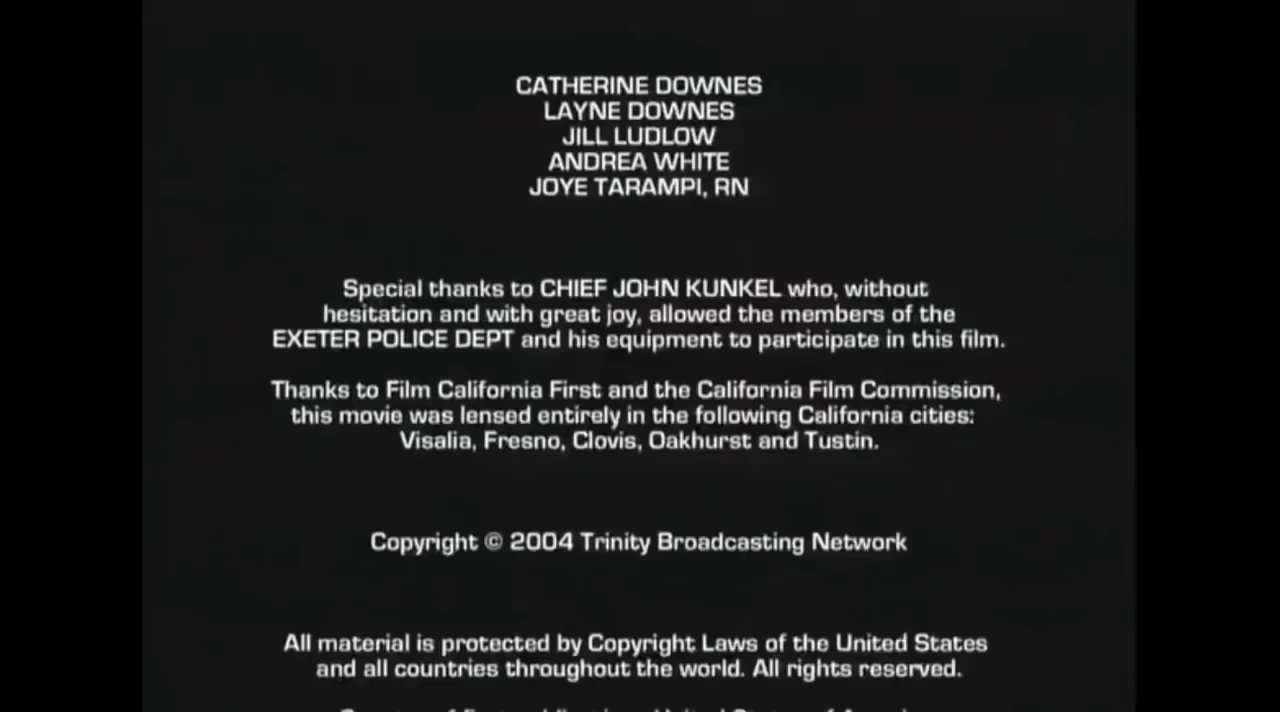 CATHERINE DOWNES
LAYNE DOWNES
JILL LUDLOW
ANDREA WHITE
JOYE TARAMPI, RN
Special thanks to CHIEF JOHN KUNKEL who, without
hesitation and with great joy, allowed the members of the
EXETER POLICE DEPT and his equipment to participate in this film.
Thanks to Film California First and the California Film Commission,
this movie was lensed entirely in the following California cities:
Visalia, Fresno, Clovis, Oakhurst and Tustin.
Copyright © 2004 Trinity Broadcasting Network
All material is protected by Copyright Laws of the United States
and all countries throughout the world. All rights reserved.